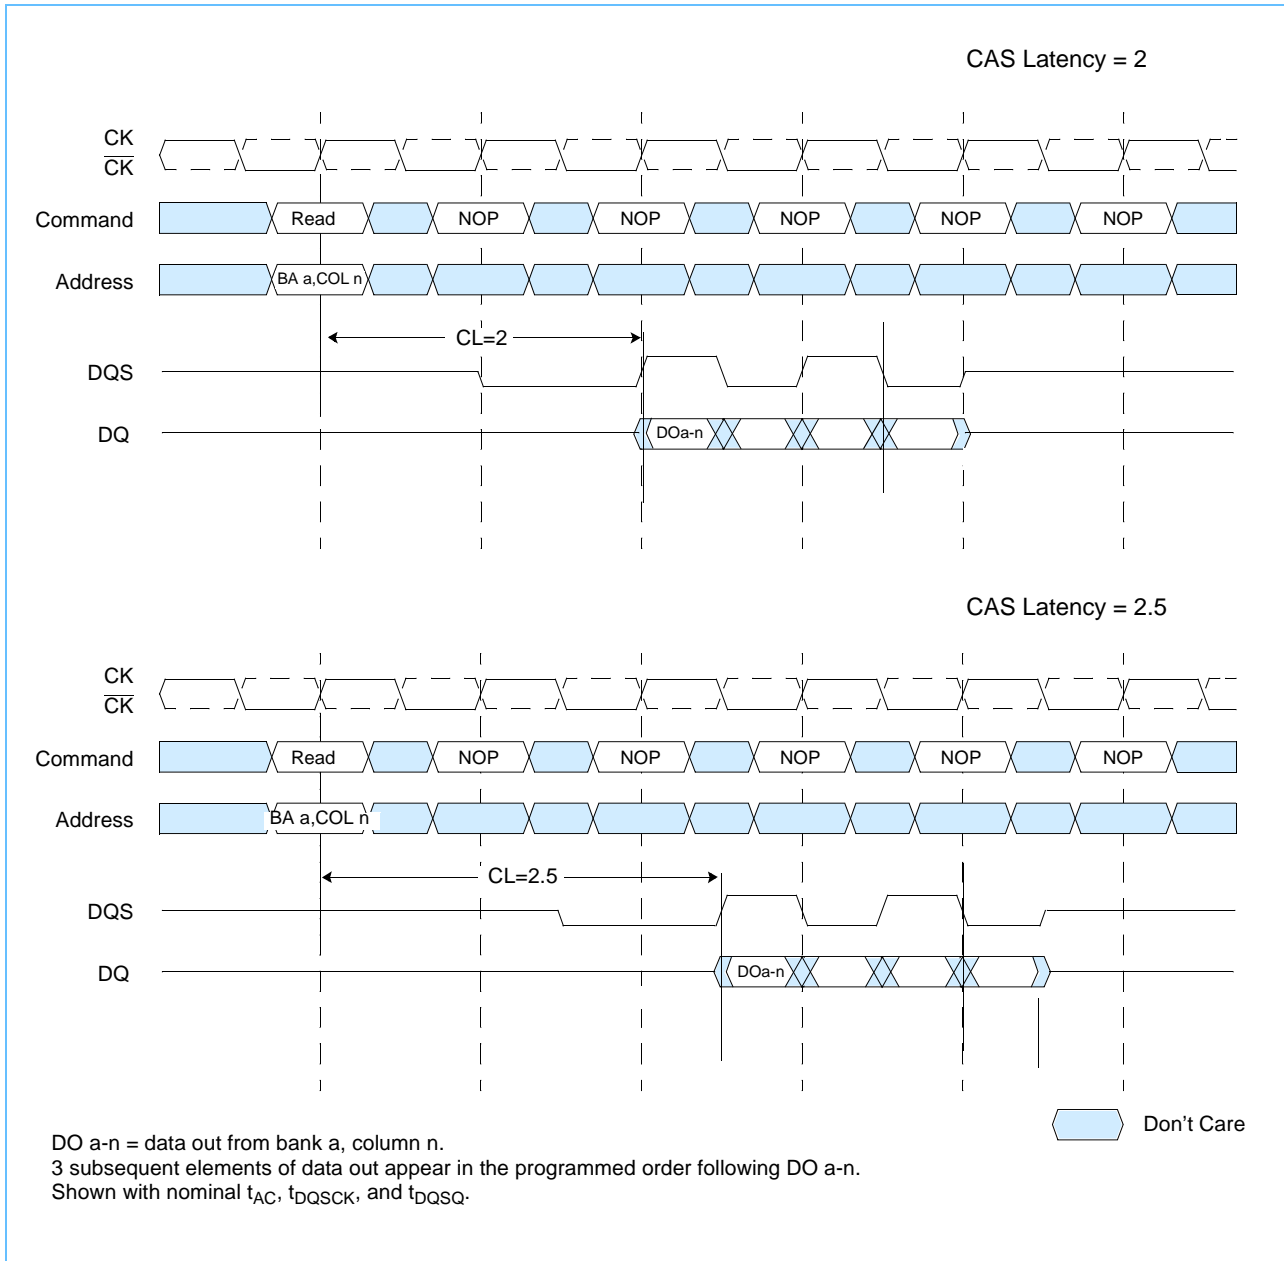 CAS Latency = 2
CK
CK
Command
Read
NOP
NOP
NOP
NOP
NOP
Address
BA a,COL n
CL=2
DQS
DQ
DOa-n
CAS Latency = 2.5
CK
CK
Command
Read
NOP
NOP
NOP
NOP
NOP
Address
BA a,COL n
CL=2.5
DQS
DQ
DOa-n
Don't Care
DO a-n = data out from bank a, column n.
3 subsequent elements of data out appear in the programmed order following DO a-n.
Shown with nominal tAC, tDQSCK, and tDQSQ.